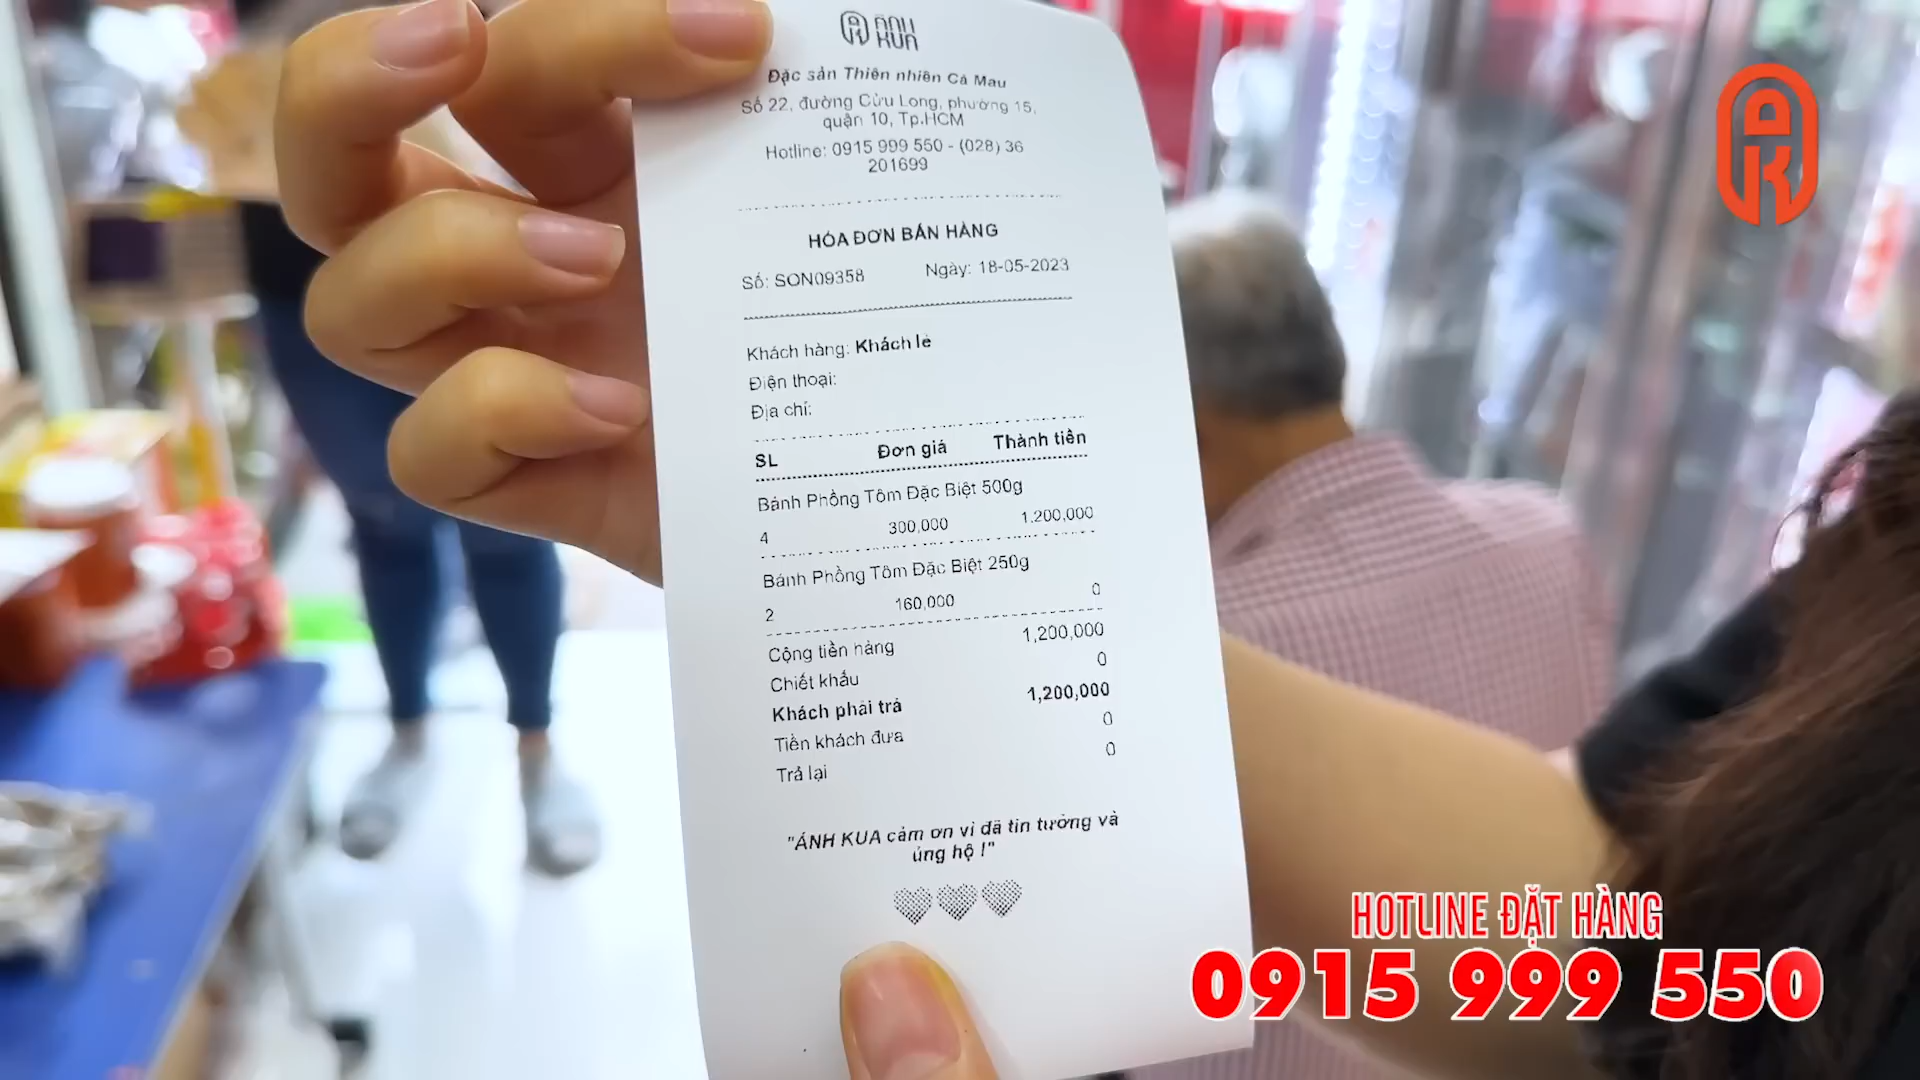 ANH
KUA
Đặc sản Thiên nhiên Cà Mau
Số 22, đường Cửu Long, phường 15,
quận 10, Tp.HCM
Hotline: 0915 999 550 - (028) 36
201699
HÓA ĐƠN BÁN HÀNG
Số: SON09358 Ngày: 18-05-2023
Khách hàng: Khách lẻ
Điện thoại:
Địa chỉ:
SL Đơn giá Thành tiền
Bánh Phồng Tôm Đặc Biệt 500g
4 300,000 1.200,000
Bánh Phồng Tôm Đặc Biệt 250g
2 160,000 0
Cộng tiền hàng 1,200,000
Chiết khấu 0
Khách phải trả 1,200,000
Tiền khách đưa 0
Trả lại 0
"ÁNH KUA cảm ơn vì đã tin tưởng và
ủng hộ !"
AK
HOTLINE ĐẶT HÀNG
0915 999 550